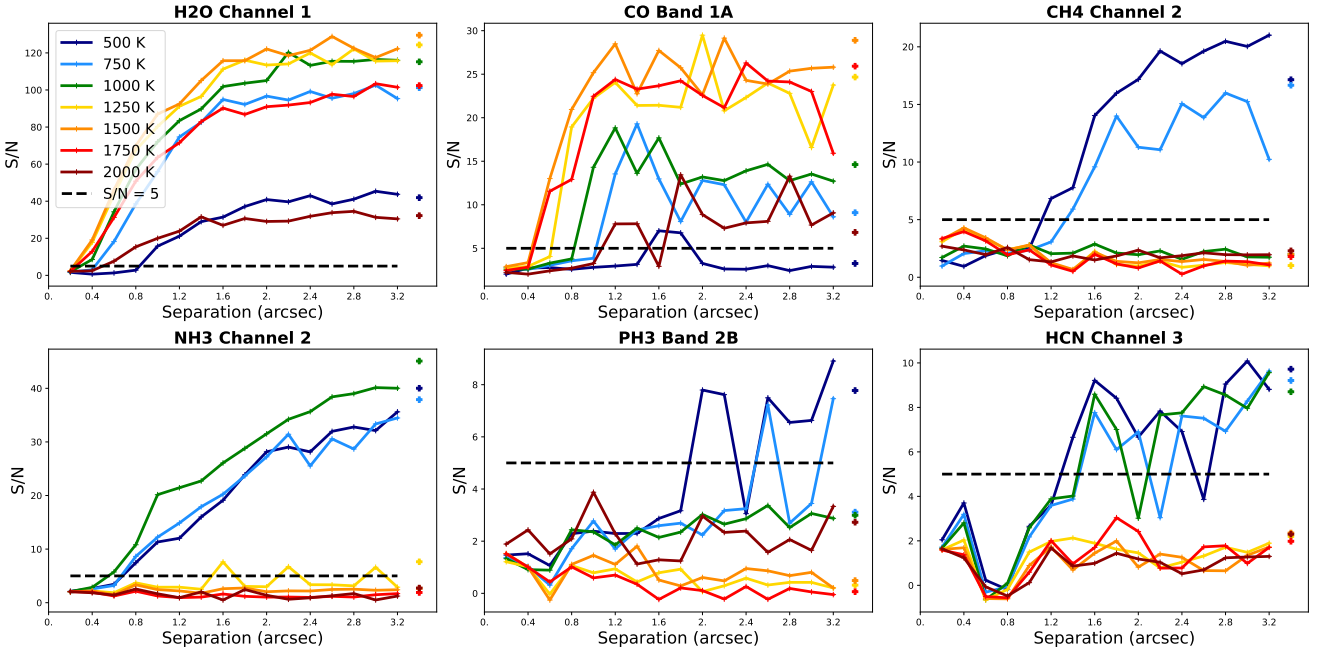 H2O Channel 1
S/N
120
100
80
60
40
20
0
500 K
750 K
1000 K
1250 K
1500 K
1750 K
2000 K
S/N = 5
0. 0.4 0.8 1.2 1.6 2. 2.4 2.8 3.2
Separation (arcsec)
CO Band 1A
S/N
30
25
20
15
10
5
0. 0.4 0.8 1.2 1.6 2. 2.4 2.8 3.2
Separation (arcsec)
CH4 Channel 2
S/N
20
15
10
5
0
0. 0.4 0.8 1.2 1.6 2. 2.4 2.8 3.2
Separation (arcsec)
NH3 Channel 2
S/N
40
30
20
10
0
0. 0.4 0.8 1.2 1.6 2. 2.4 2.8 3.2
Separation (arcsec)
PH3 Band 2B
S/N
8
6
4
2
0
0. 0.4 0.8 1.2 1.6 2. 2.4 2.8 3.2
Separation (arcsec)
HCN Channel 3
S/N
10
8
6
4
2
0
0. 0.4 0.8 1.2 1.6 2. 2.4 2.8 3.2
Separation (arcsec)